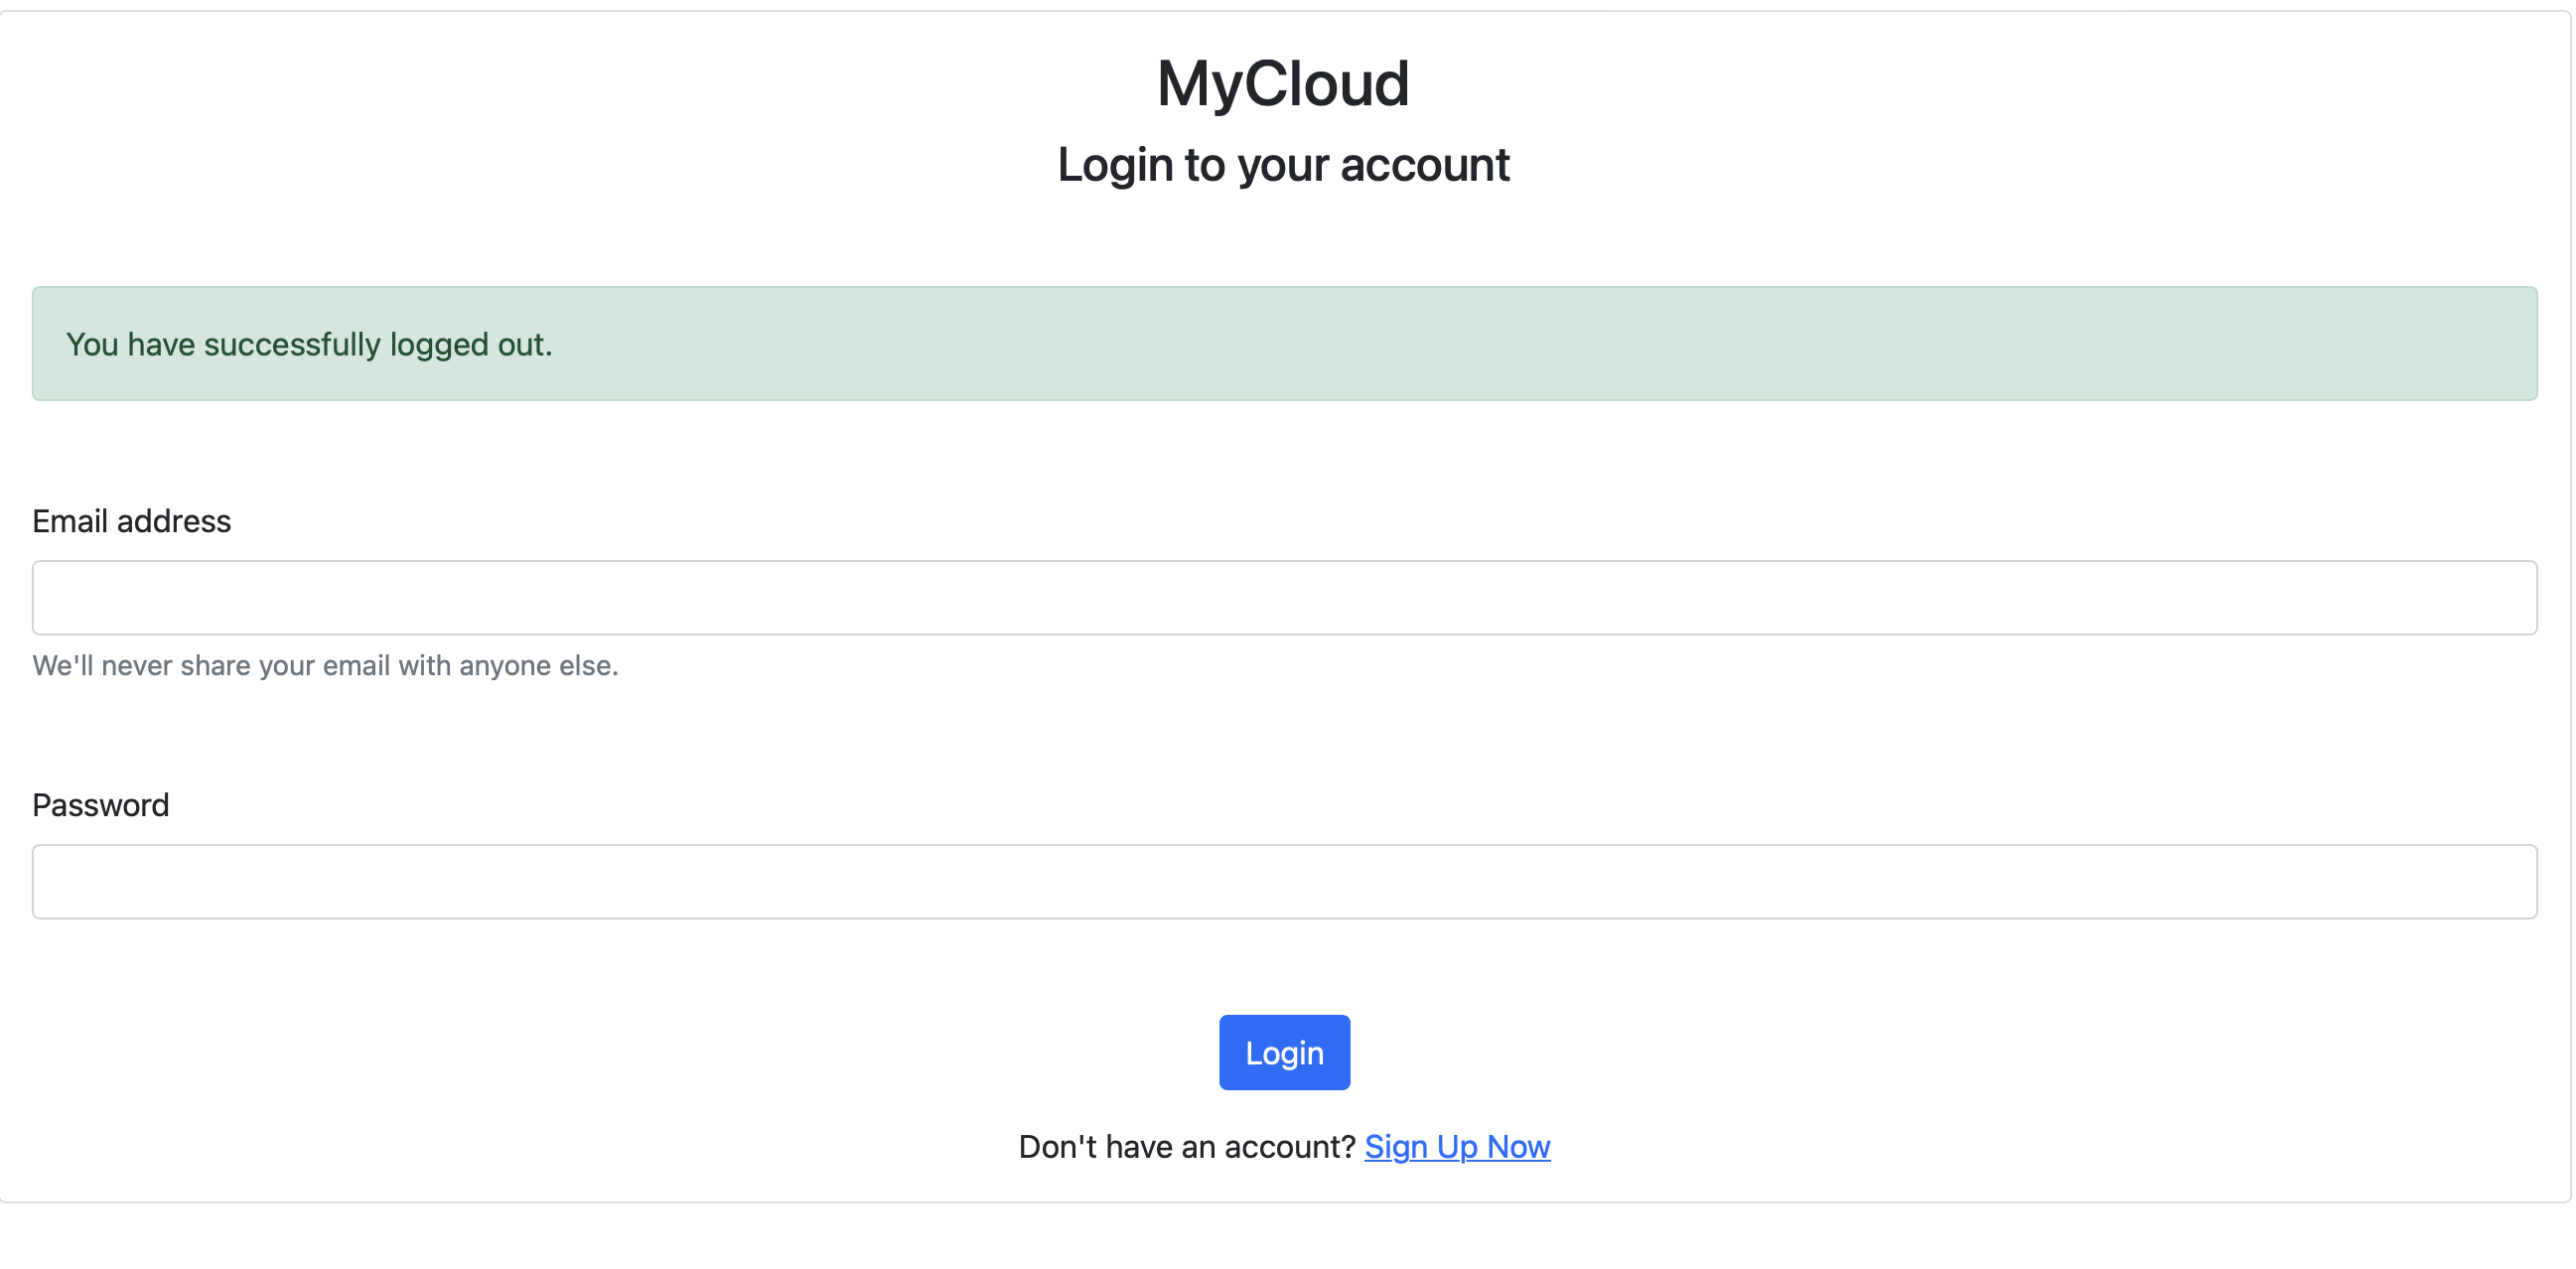 MyCloud
Login to your account
You have successfully logged out.
Email address
We'll never share your email with anyone else.
Password
Login
Don't have an account? Sign Up Now